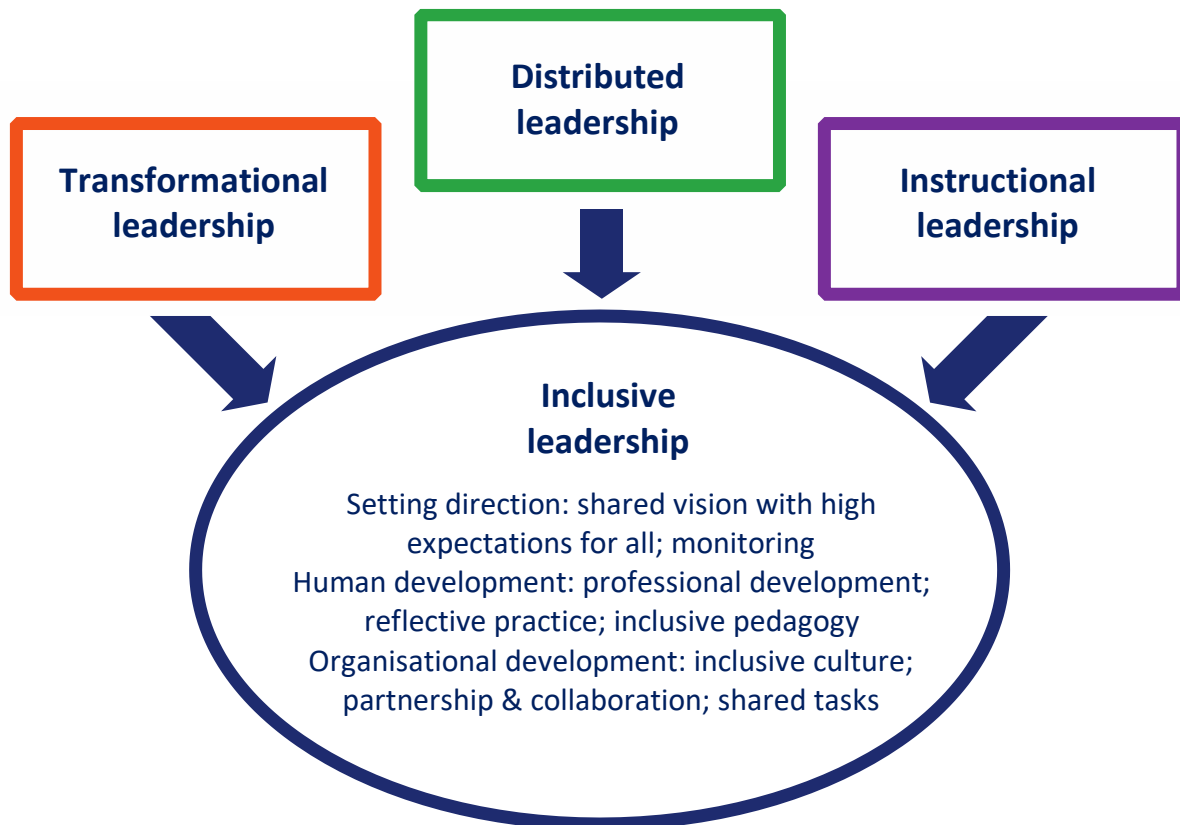 Distributed
leadership
Transformational
leadership
Instructional
leadership
Inclusive
leadership
Setting direction: shared vision with high
expectations for all; monitoring
Human development: professional development;
reflective practice; inclusive pedagogy
Organisational development: inclusive culture;
partnership & collaboration; shared tasks